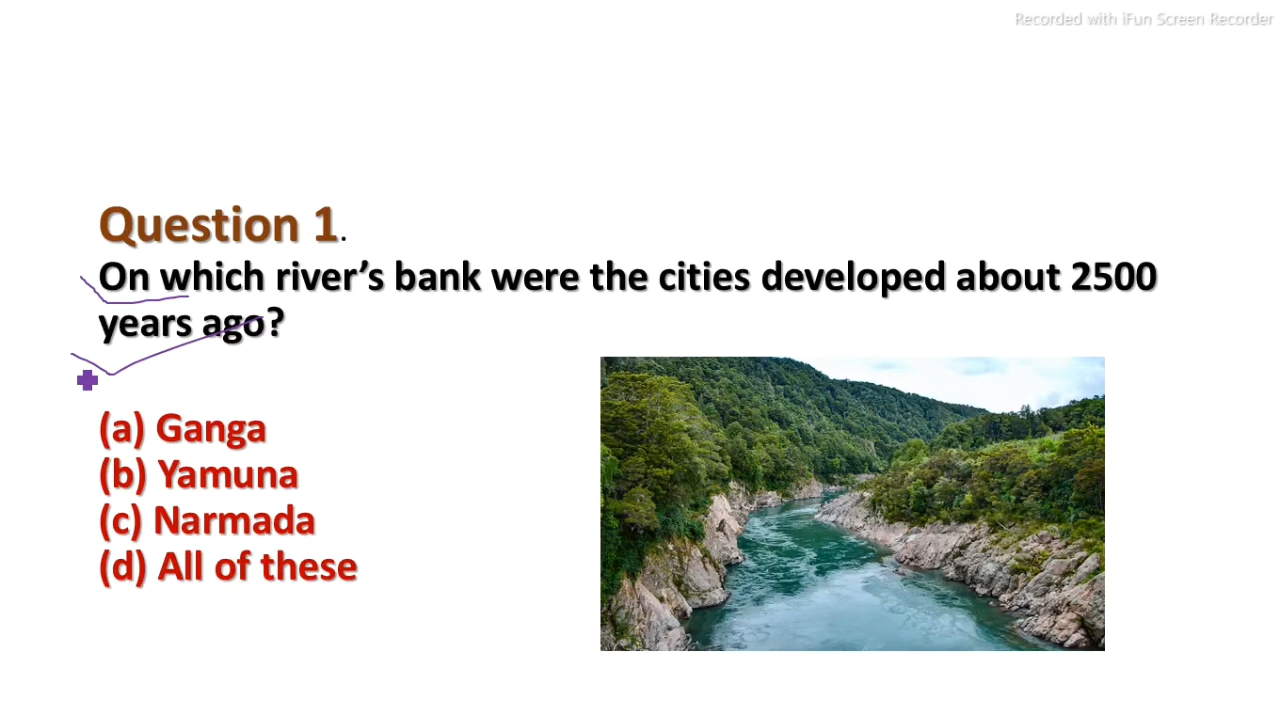 Recorded with iFun Screen Recorder
Question 1.
On which river’s bank were the cities developed about 2500
years ago?
(a) Ganga
(b) Yamuna
(c) Narmada
(d) All of these